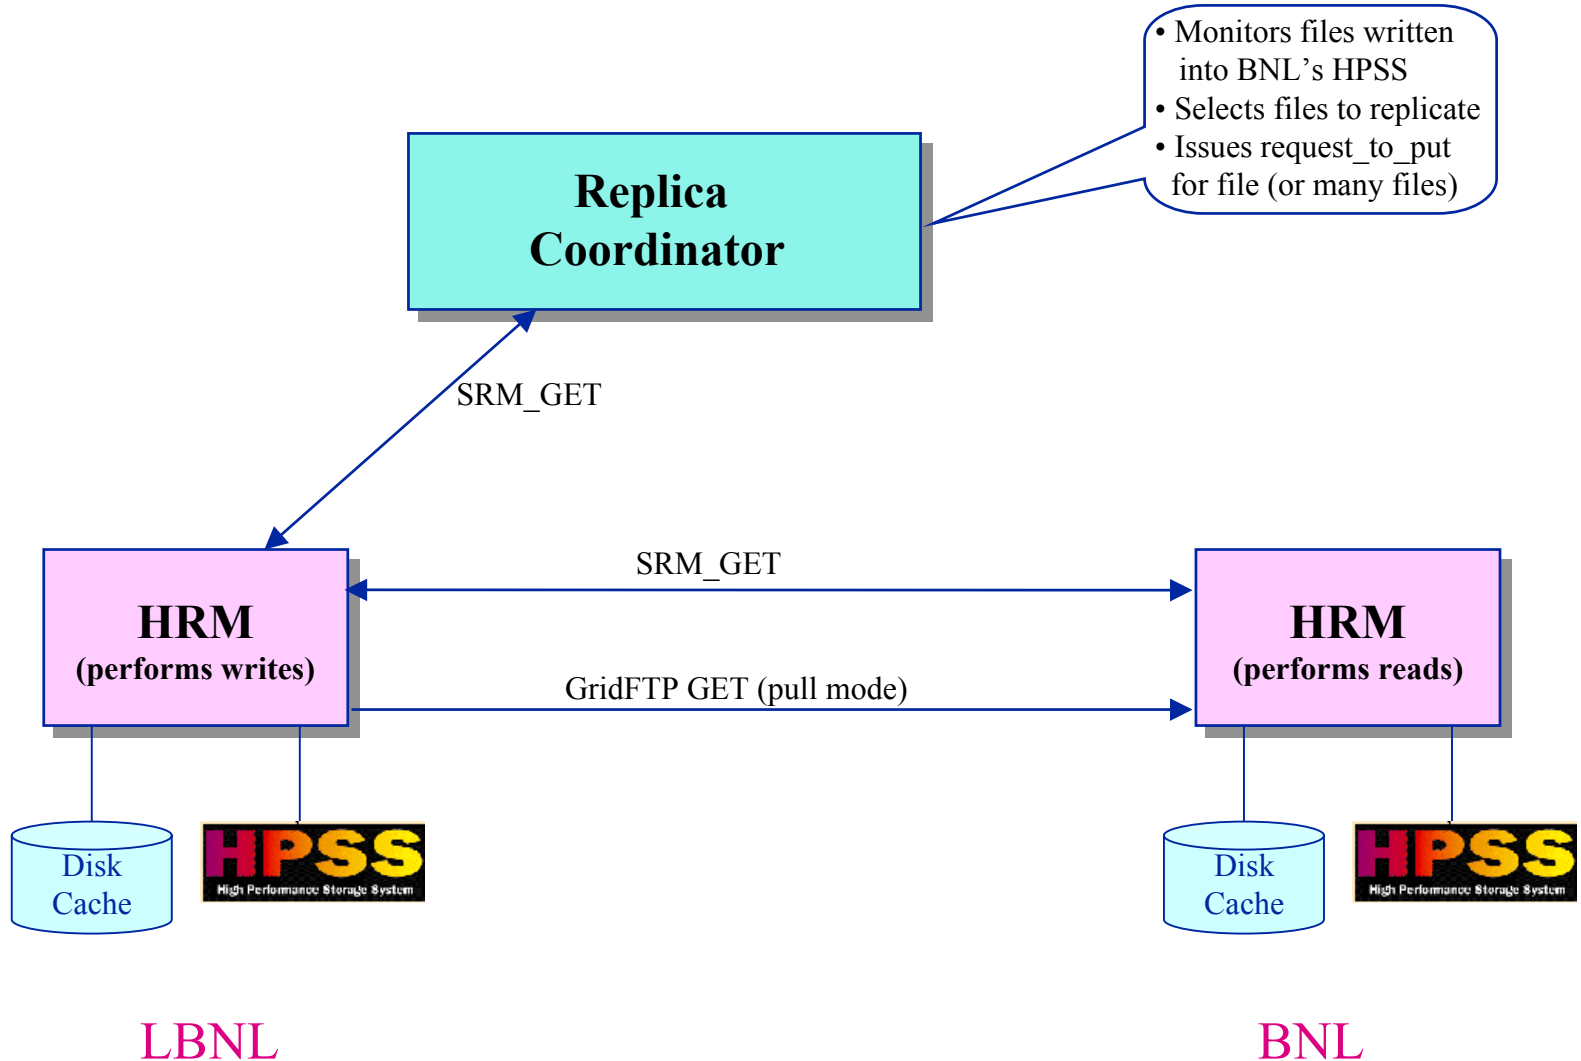 • Monitors files written
into BNL’s HPSS
• Selects files to replicate
• Issues request_to_put
for file (or many files)
Replica
Coordinator
SRM_GET
SRM_GET
HRM
(performs writes)
HRM
(performs reads)
GridFTP GET (pull mode)
Disk
Cache
HPSS
High Performance Storage System
Disk
Cache
HPSS
High Performance Storage System
LBNL
BNL